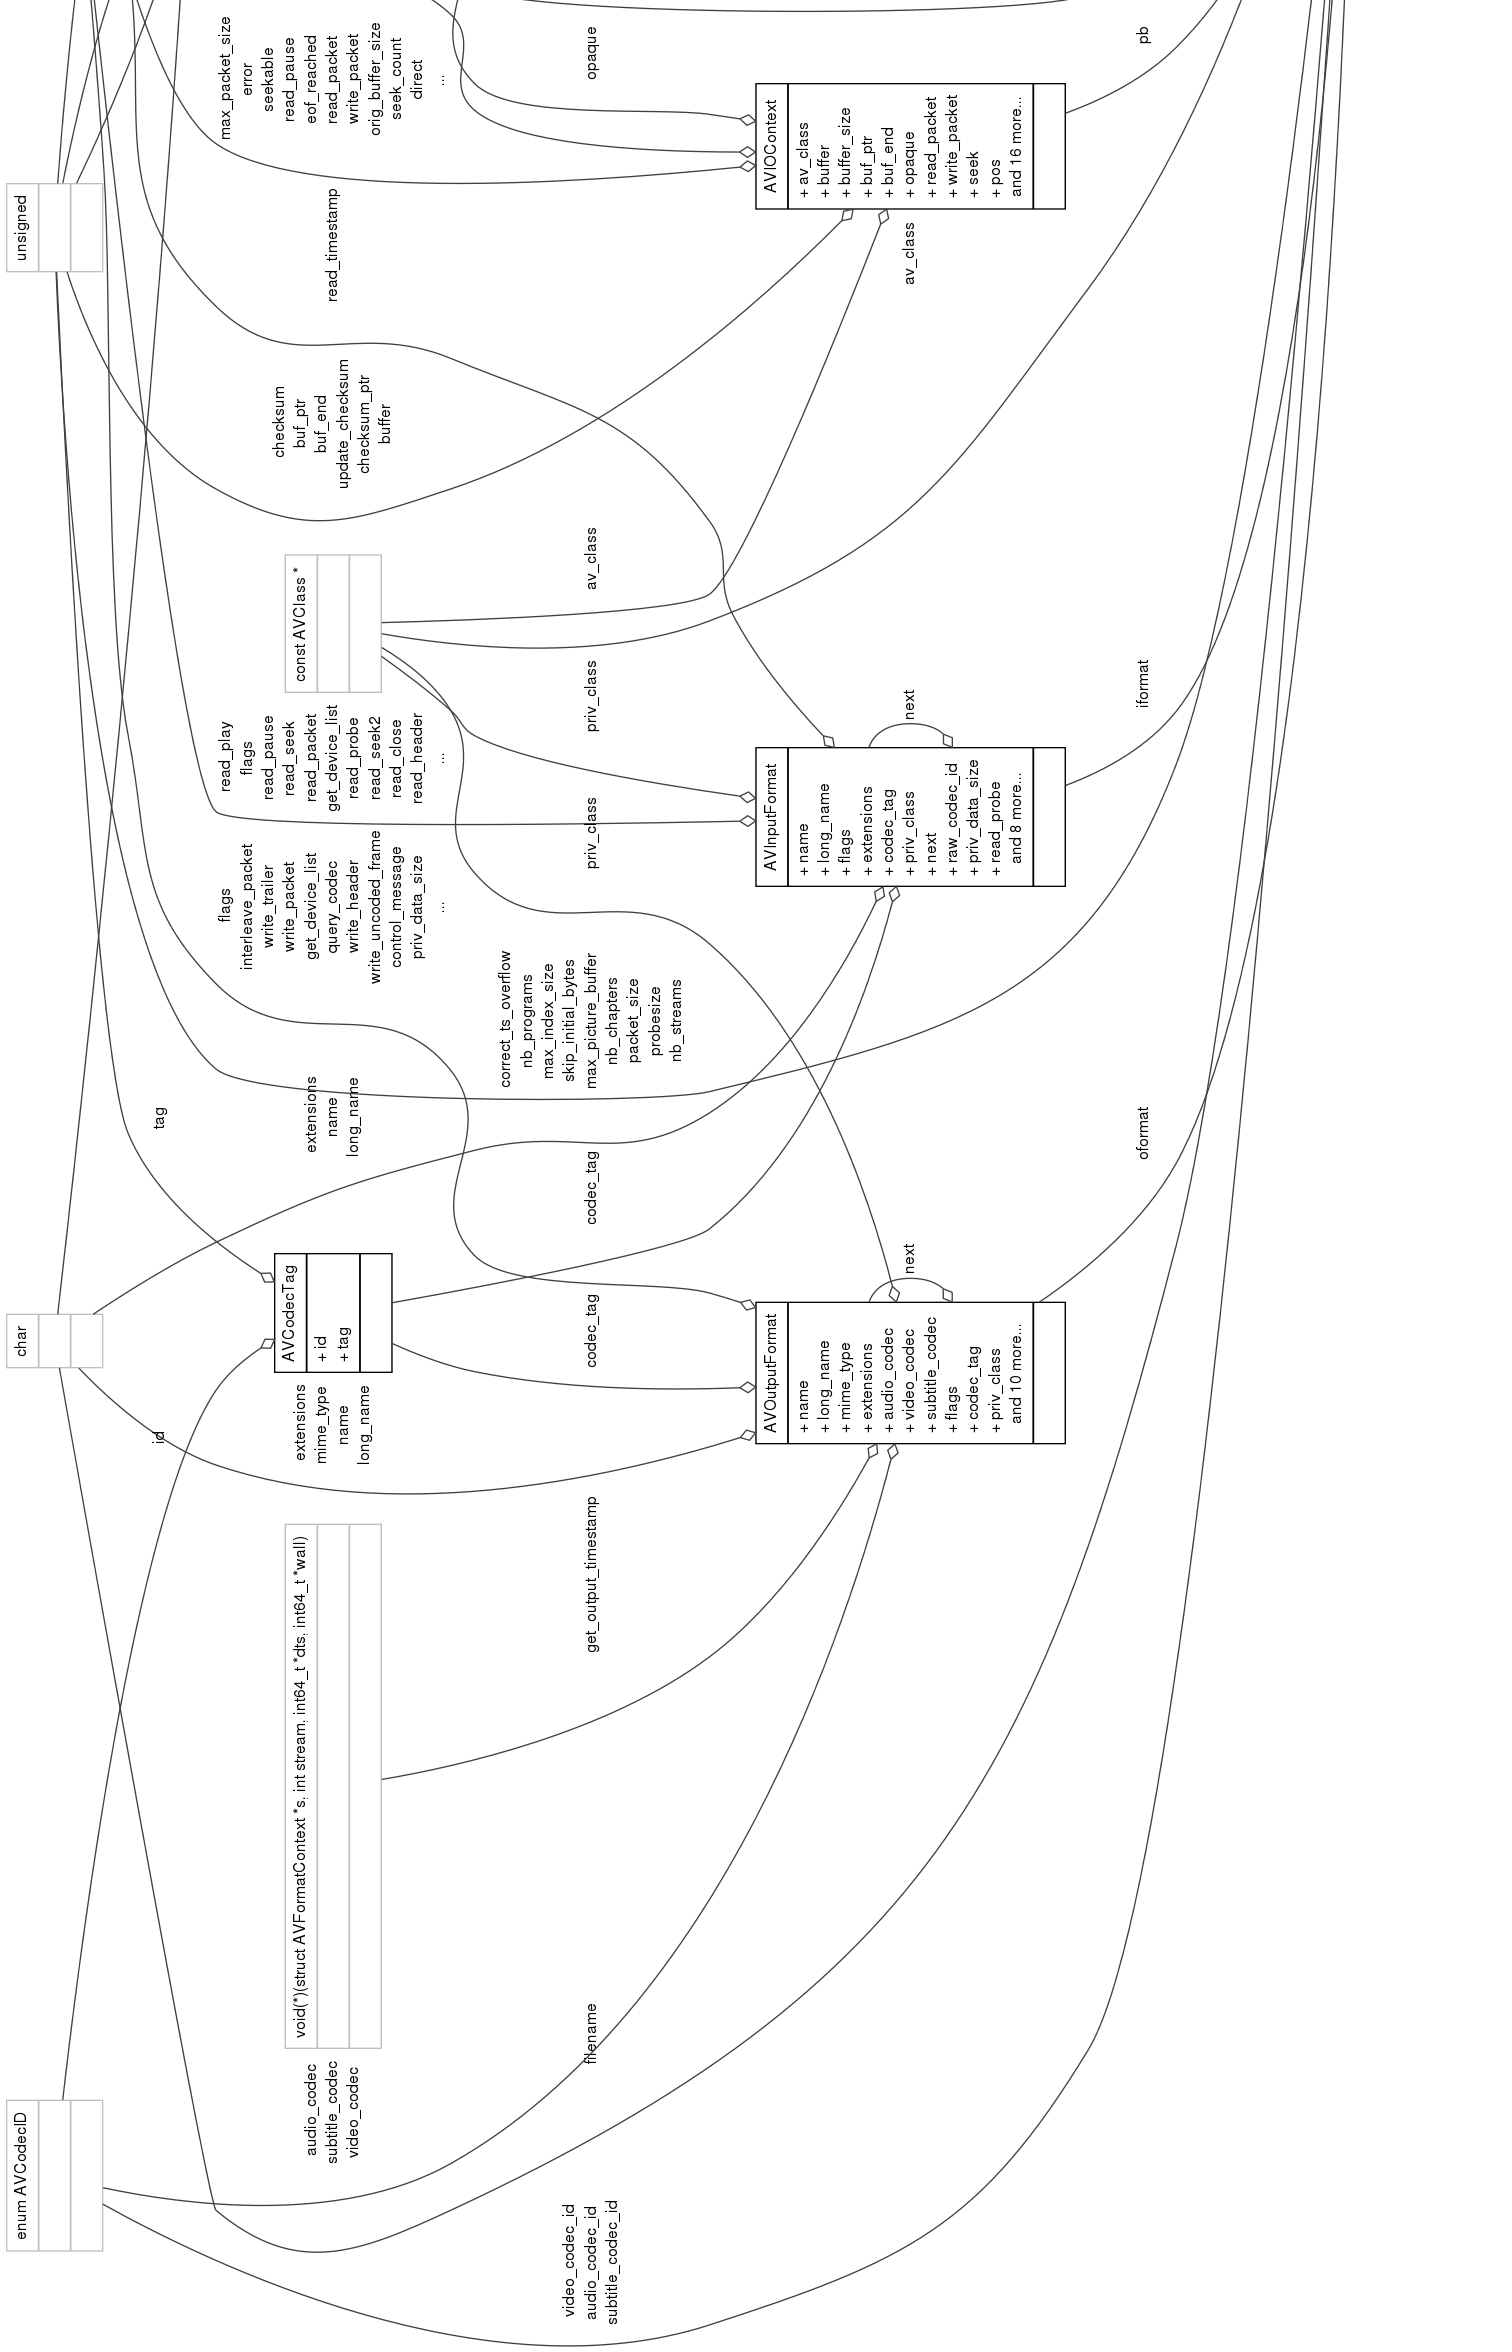 max_packet_size
error
seekable
read_pause
eof_reached
read_packet
write_packet
orig_buffer_size
seek_count
direct
...
opaque
pb
unsigned
AVIOContext
+ av_class
+ buffer
+ buffer_size
+ buf_ptr
+ buf_end
+ opaque
+ read_packet
+ write_packet
+ seek
+ pos
and 16 more...
read_timestamp
av_class
checksum
buf_ptr
buf_end
update_checksum
checksum_ptr
buffer
const AVClass *
av_class
priv_class
priv_class
read_play
flags
read_pause
read_seek
read_packet
get_device_list
read_probe
read_seek2
read_close
read_header
...
next
iformat
AVInputFormat
+ name
+ long_name
+ flags
+ extensions
+ codec_tag
+ priv_class
+ next
+ raw_codec_id
+ priv_data_size
+ read_probe
and 8 more...
flags
interleave_packet
write_trailer
write_packet
get_device_list
query_codec
write_header
write_uncoded_frame
control_message
priv_data_size
...
correct_ts_overflow
nb_programs
max_index_size
skip_initial_bytes
max_picture_buffer
nb_chapters
packet_size
probesize
nb_streams
tag
extensions
name
long_name
codec_tag
oformat
char
AVCodecTag
+ id
+ tag
codec_tag
next
AVOutputFormat
+ name
+ long_name
+ mime_type
+ extensions
+ audio_codec
+ video_codec
+ subtitle_codec
+ flags
+ codec_tag
+ priv_class
and 10 more...
id
extensions
mime_type
name
long_name
void(*)(struct AVFormatContext *s, int stream, int64_t *dts, int64_t *wall)
get_output_timestamp
filename
enum AVCodecID
audio_codec
subtitle_codec
video_codec
video_codec_id
audio_codec_id
subtitle_codec_id